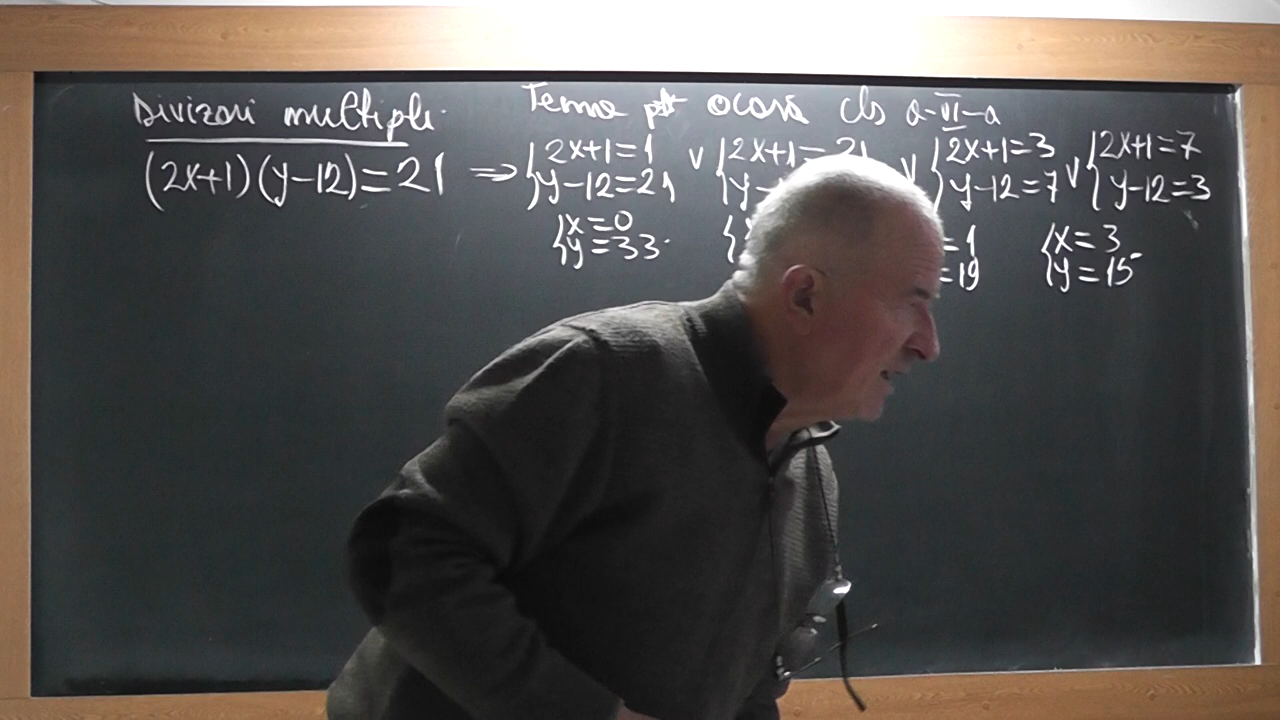 Divizori multipli. Tema pt acasă cls a-VI-a
(2x+1)(y-12)=21 ⇒ {2x+1=1 v {2x+1=21 v {2x+1=3 v {2x+1=7
{y-12=21 {y- {y-12=7 {y-12=3
{x=0 =1 {x=3
{y=33. =19 {y=15